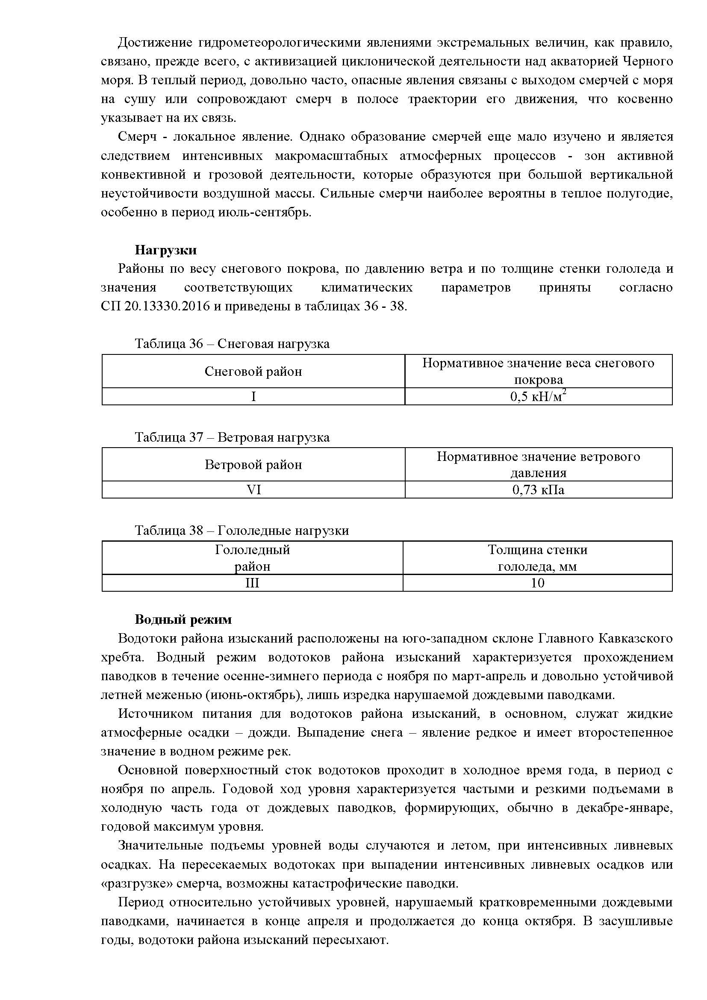 Достижение гидрометеорологическими явлениями экстремальных величин, как правило,
связано, прежде всего, с активизацией циклонической деятельности над акваторией Черного
моря. В теплый период, довольно часто, опасные явления связаны с выходом смерчей с моря
на сушу или сопровождают смерч в полосе траектории его движения, что косвенно
указывает на их связь.
Смерч - локальное явление. Однако образование смерчей еще мало изучено и является
следствием интенсивных макромасштабных атмосферных процессов - зон активной
конвективной и грозовой деятельности, которые образуются при большой вертикальной
неустойчивости воздушной массы. Сильные смерчи наиболее вероятны в теплое полугодие,
особенно в период июль-сентябрь.
Нагрузки
Районы по весу снегового покрова, по давлению ветра и по толщине стенки гололеда и
значения соответствующих климатических параметров приняты согласно
СП 20.13330.2016 и приведены в таблицах 36 - 38.
Таблица 36 – Снеговая нагрузка
Снеговой район
Нормативное значение веса снегового
покрова
I
0,5 кН/м²
Таблица 37 – Ветровая нагрузка
Ветровой район
Нормативное значение ветрового
давления
VI
0,73 кПа
Таблица 38 – Гололедные нагрузки
Гололедный
район
Толщина стенки
гололеда, мм
III
10
Водный режим
Водотоки района изысканий расположены на юго-западном склоне Главного Кавказского
хребта. Водный режим водотоков района изысканий характеризуется прохождением
паводков в течение осенне-зимнего периода с ноября по март-апрель и довольно устойчивой
летней меженью (июнь-октябрь), лишь изредка нарушаемой дождевыми паводками.
Источником питания для водотоков района изысканий, в основном, служат жидкие
атмосферные осадки – дожди. Выпадение снега – явление редкое и имеет второстепенное
значение в водном режиме рек.
Основной поверхностный сток водотоков проходит в холодное время года, в период с
ноября по апрель. Годовой ход уровня характеризуется частыми и резкими подъемами в
холодную часть года от дождевых паводков, формирующих, обычно в декабре-январе,
годовой максимум уровня.
Значительные подъемы уровней воды случаются и летом, при интенсивных ливневых
осадках. На пересекаемых водотоках при выпадении интенсивных ливневых осадков или
«разгрузке» смерча, возможны катастрофические паводки.
Период относительно устойчивых уровней, нарушаемый кратковременными дождевыми
паводками, начинается в конце апреля и продолжается до конца октября. В засушливые
годы, водотоки района изысканий пересыхают.